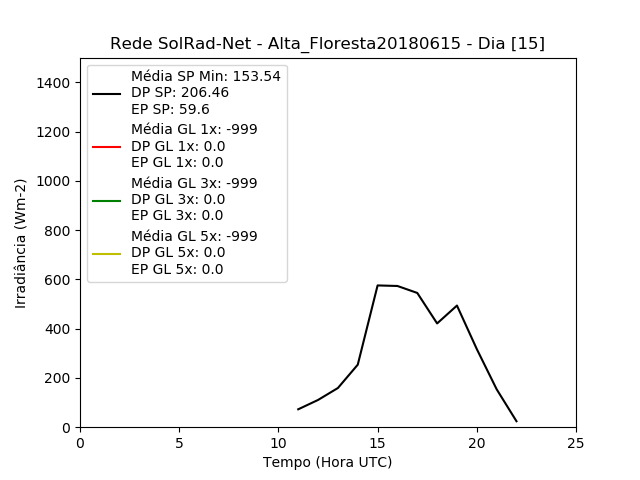 Rede SolRad-Net - Alta_Floresta20180615 - Dia [15]
Média SP Min: 153.54
DP SP: 206.46
EP SP: 59.6
Média GL 1x: -999
DP GL 1x: 0.0
EP GL 1x: 0.0
Média GL 3x: -999
DP GL 3x: 0.0
EP GL 3x: 0.0
Média GL 5x: -999
DP GL 5x: 0.0
EP GL 5x: 0.0
Irradiância (Wm-2)
1400
1200
1000
800
600
400
200
0
0 5 10 15 20 25
Tempo (Hora UTC)